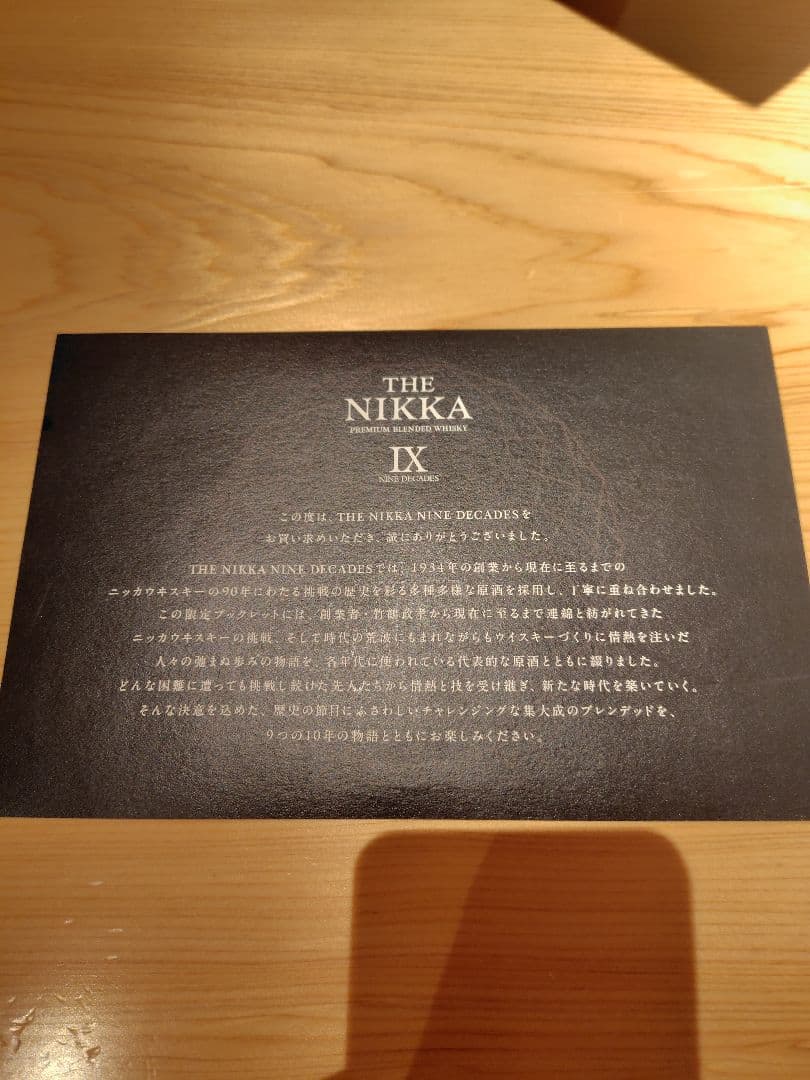 THE
NIKKA
PREMIUM BLENDED WHISKY
IX
NINE DECADES
この度は、THE NIKKA NINE DECADESを
お買い求めいただき、誠にありがとうございました。
THE NIKKA NINE DECADESでは、1934年の創業から現在に至るまでの
ニッカウヰスキーの90年にわたる挑戦の歴史を彩る多種多様な原酒を採用し、丁寧に重ね合わせました。
この限定ブックレットには、創業者・竹鶴政孝から現在に至るまで連綿と紡がれてきた
ニッカウヰスキーの挑戦、そして時代の荒波にもまれながらもウイスキーづくりに情熱を注いだ
人々の弛まぬ歩みの物語を、各年代に使われている代表的な原酒とともに綴りました。
どんな困難に遭っても挑戦し続けた先人たちから情熱と技を受け継ぎ、新たな時代を築いていく。
そんな決意を込めた、歴史の節目にふさわしいチャレンジングな集大成のブレンデッドを、
9つの10年の物語とともにお楽しみください。